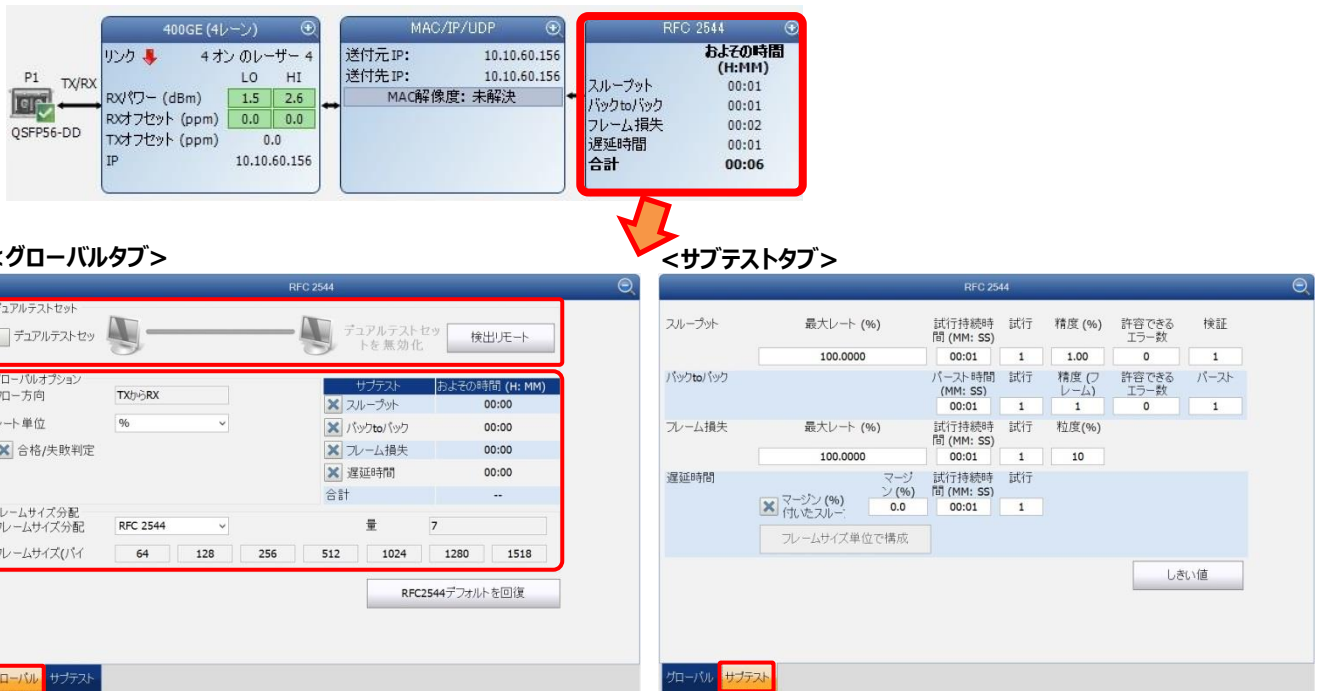 400GE (4レーン)
リンク 4 オン のレーザー 4
LO HI
RXパワー (dBm) 1.5 2.6
RXオフセット (ppm) 0.0 0.0
TXオフセット (ppm) 0.0
IP 10.10.60.156
P1 TX/RX
QSFP56-DD
MAC/IP/UDP
送付元 IP: 10.10.60.156
送付先 IP: 10.10.60.156
MAC解像度: 未解決
RFC 2544
およその時間
(H:MM)
スループット 00:01
バックtoバック 00:01
フレーム損失 00:02
遅延時間 00:01
合計 00:06
グローバルタブ>
RFC 2544
デュアルテストセット
デュアルテストセッ
デュアルテストセッ
トを無効化
検出リモート
ローバルオプション
ロー方向 TXからRX
ート単位 %
合格/失敗判定
サブテスト およその時間 (H: MM)
スループット 00:00
バックtoバック 00:00
フレーム損失 00:00
遅延時間 00:00
合計 --
レームサイズ分配
レームサイズ分配 RFC 2544 量 7
レームサイズ(バイ 64 128 256 512 1024 1280 1518
RFC2544デフォルトを回復
ローバル サブテスト
<サブテストタブ>
RFC 2544
スループット 最大レート (%) 試行持続時 試行 精度 (%) 許容できる 検証
間 (MM: SS) エラー数
100.0000 00:01 1 1.00 0 1
バックtoバック バースト時間 試行 精度 (フ 許容できる バースト
(MM: SS) レーム) エラー数
00:01 1 1 0 1
フレーム損失 最大レート (%) 試行持続時 試行 粒度(%)
間 (MM: SS)
100.0000 00:01 1 10
遅延時間 マージ 試行持続時 試行
ン (%) 間 (MM: SS)
マージン (%) 0.0 00:01 1
付いたスルー
フレームサイズ単位で構成
しきい値
グローバル サブテスト